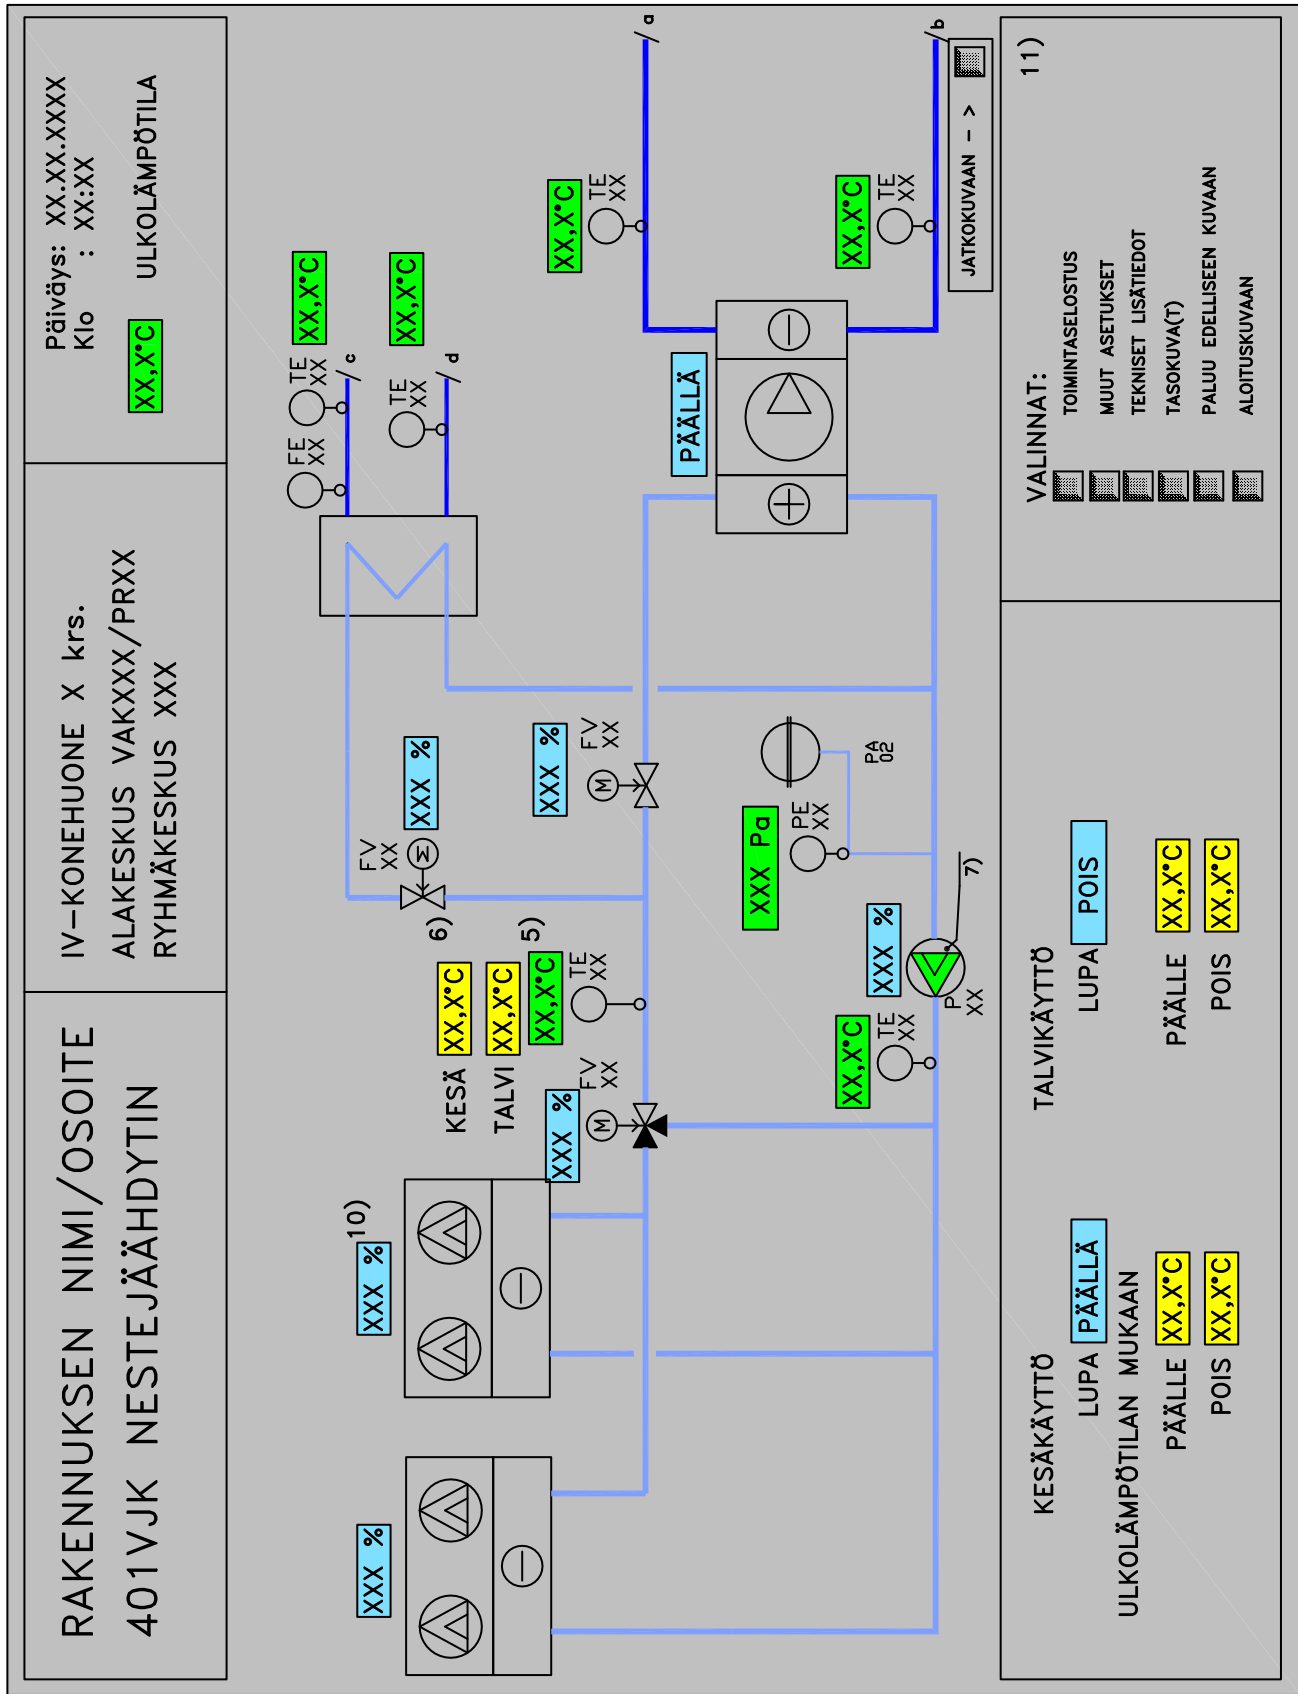 RAKENNUKSEN NIMI/OSOITE
401VJK NESTEJÄÄHDYTIN
IV-KONEHUONE X krs.
ALAKESKUS VAKXXX/PRXX
RYHMÄKESKUS XXX
Päiväys: XX.XX.XXXX
Klo : XX:XX
XX,X°C ULKOLÄMPÖTILA
XXX %
XXX %
10)
FE
XX
TE
XX
XX,X°C
c
TE
XX
XX,X°C
d
FV
XX
XXX %
6)
KESÄ XX,X°C
TALVI XX,X°C
5)
XX,X°C
TE
XX
XXX %
FV
XX
M
M
XXX %
FV
XX
M
XX,X°C
TE
XX
a
PÄÄLLÄ
XXX Pa
PE
XX
PA
02
XX,X°C
TE
XX
XXX %
P
XX
7)
XX,X°C
TE
XX
b
JATKOKUVAAN - >
KESÄKÄYTTÖ
LUPA PÄÄLLÄ
ULKOLÄMPÖTILAN MUKAAN
PÄÄLLE XX,X°C
POIS XX,X°C
TALVIKÄYTTÖ
LUPA POIS
PÄÄLLE XX,X°C
POIS XX,X°C
11)
VALINNAT:
TOIMINTASELOSTUS
MUUT ASETUKSET
TEKNISET LISÄTIEDOT
TASOKUVA(T)
PALUU EDELLISEEN KUVAAN
ALOITUSKUVAAN